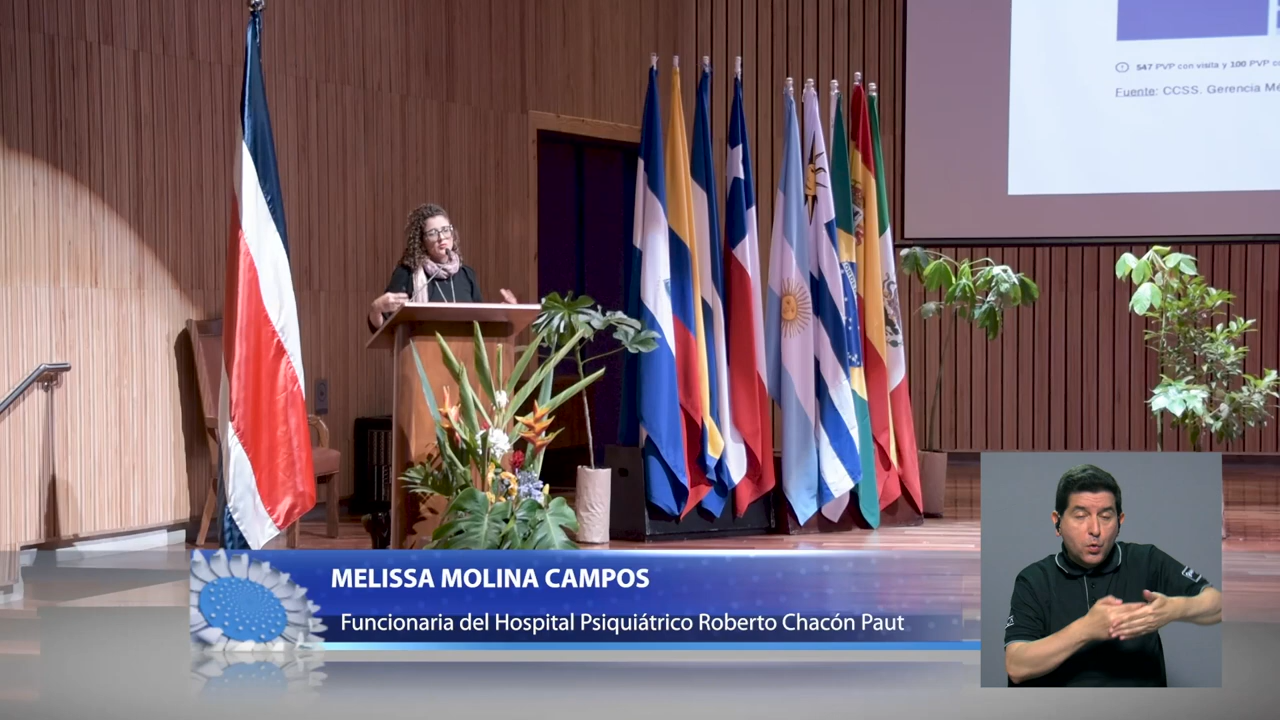 547 PVP con visita y 100 PVP
Fuente: CCSS. Gerencia
MELISSA MOLINA CAMPOS
Funcionaria del Hospital Psiquiátrico Roberto Chacón Paut